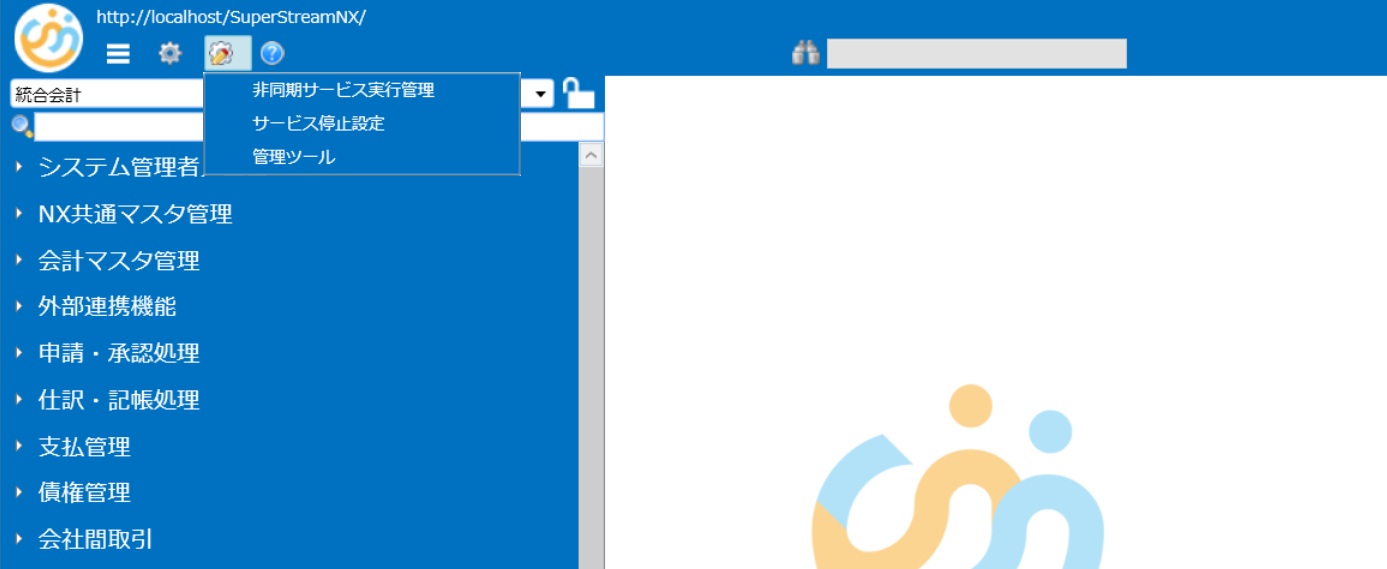 http://localhost/SuperStreamNX/
統合会計
非同期サービス実行管理
サービス停止設定
管理ツール
システム管理者
NX共通マスタ管理
会計マスタ管理
外部連携機能
申請・承認処理
仕訳・記帳処理
支払管理
債権管理
会社間取引